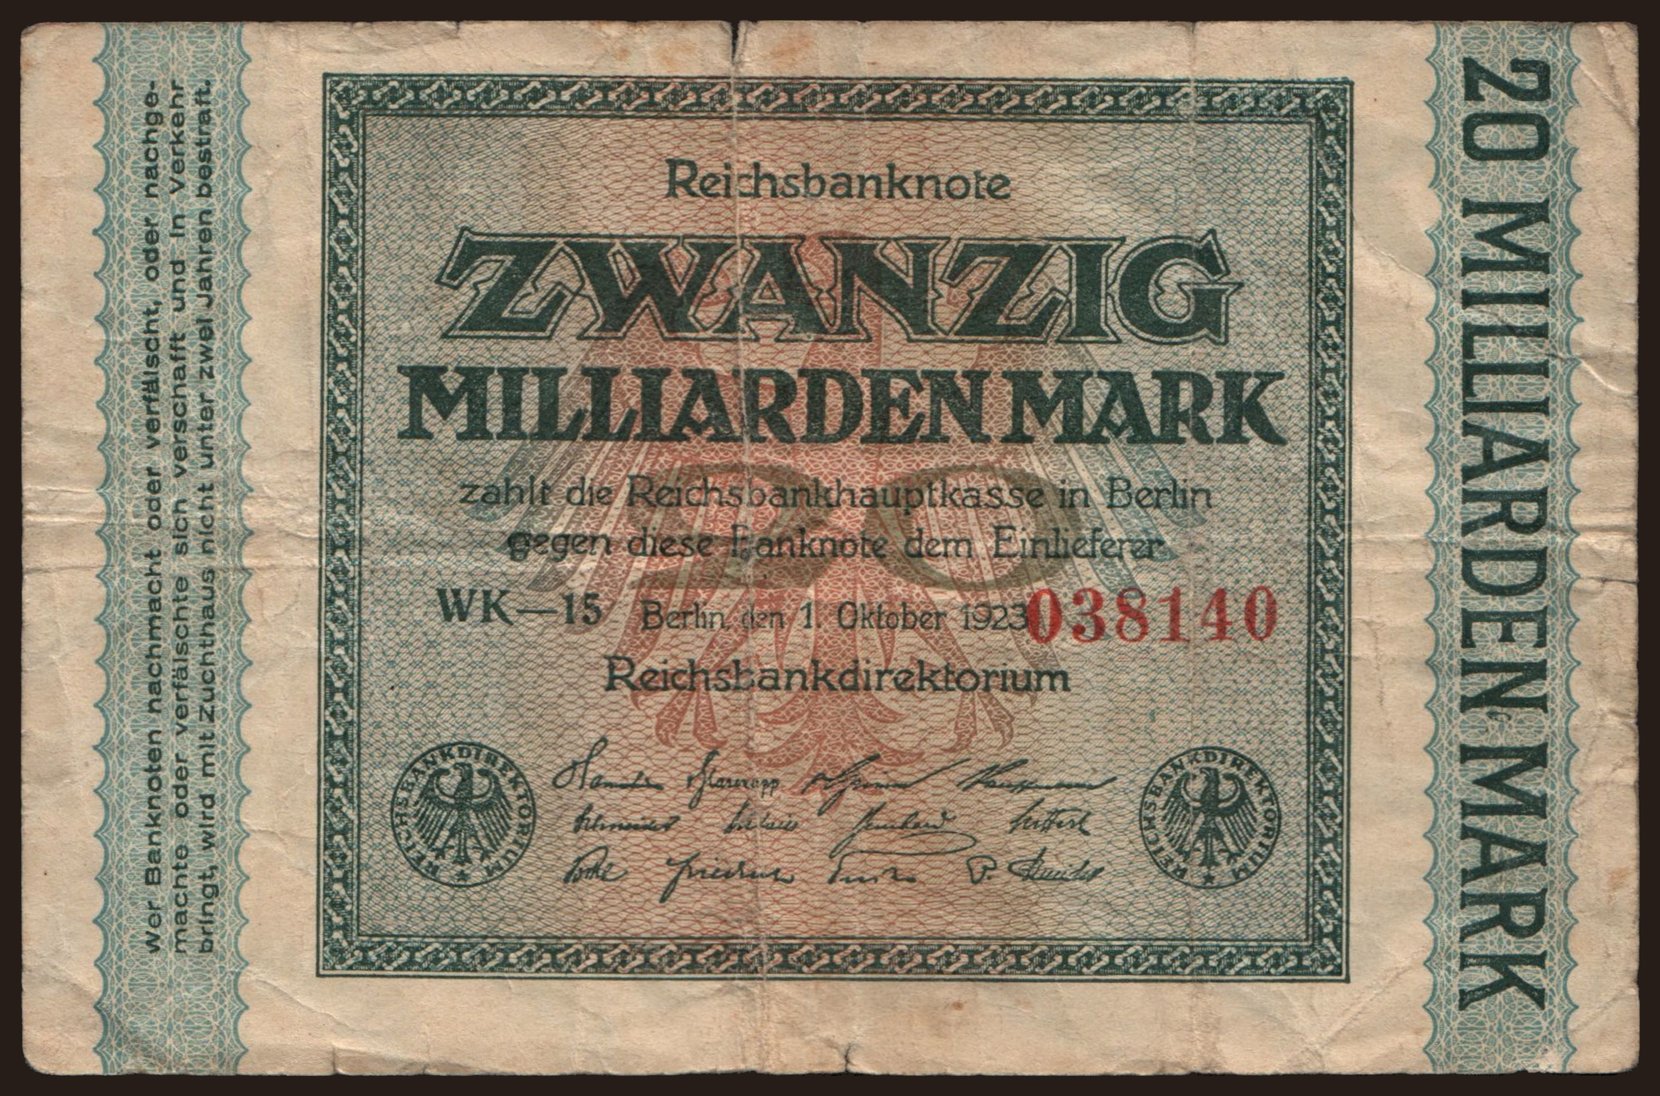 Wer Banknoten nachmacht oder verfälscht, oder nachge-
machte oder verfälschte sich verschafft und in Verkehr
bringt, wird mit Zuchthaus nicht unter zwei Jahren bestraft.
Reichsbanknote
ZWANZIG
MILLIARDEN MARK
20
zahlt die Reichsbankhauptkasse in Berlin
gegen diese Banknote dem Einlieferer
WK—15 Berlin, den 1. Oktober 1923 038140
Reichsbankdirektorium
REICHSBANKDIREKTORIUM
REICHSBANKDIREKTORIUM
20 MILLIARDEN MARK